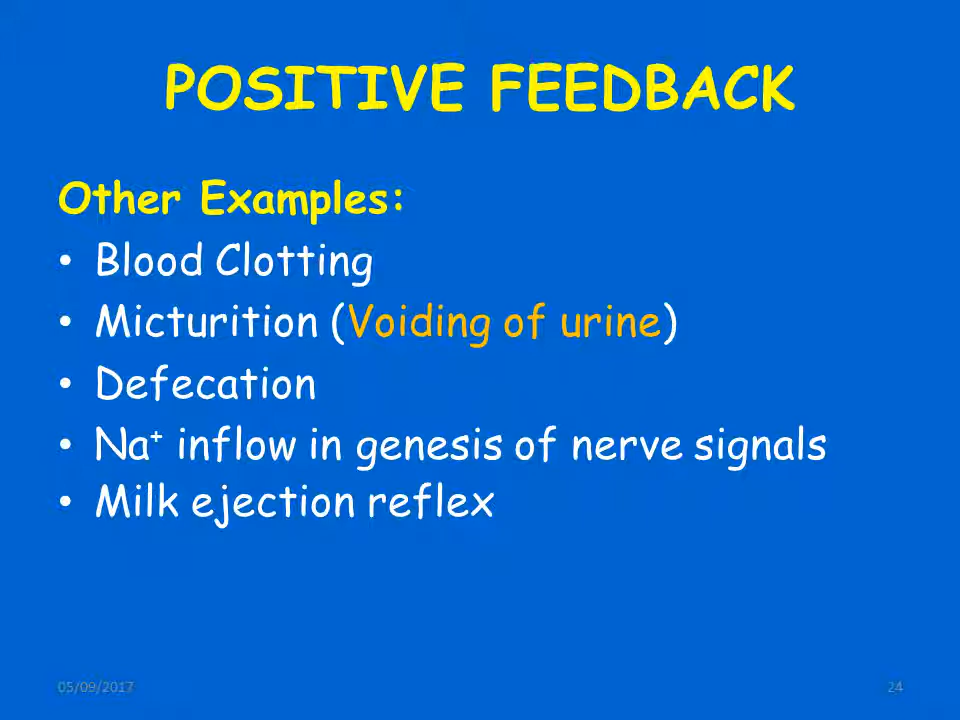 POSITIVE FEEDBACK
Other Examples:
• Blood Clotting
• Micturition (Voiding of urine)
• Defecation
• Na⁺ inflow in genesis of nerve signals
• Milk ejection reflex
05/09/2017 24